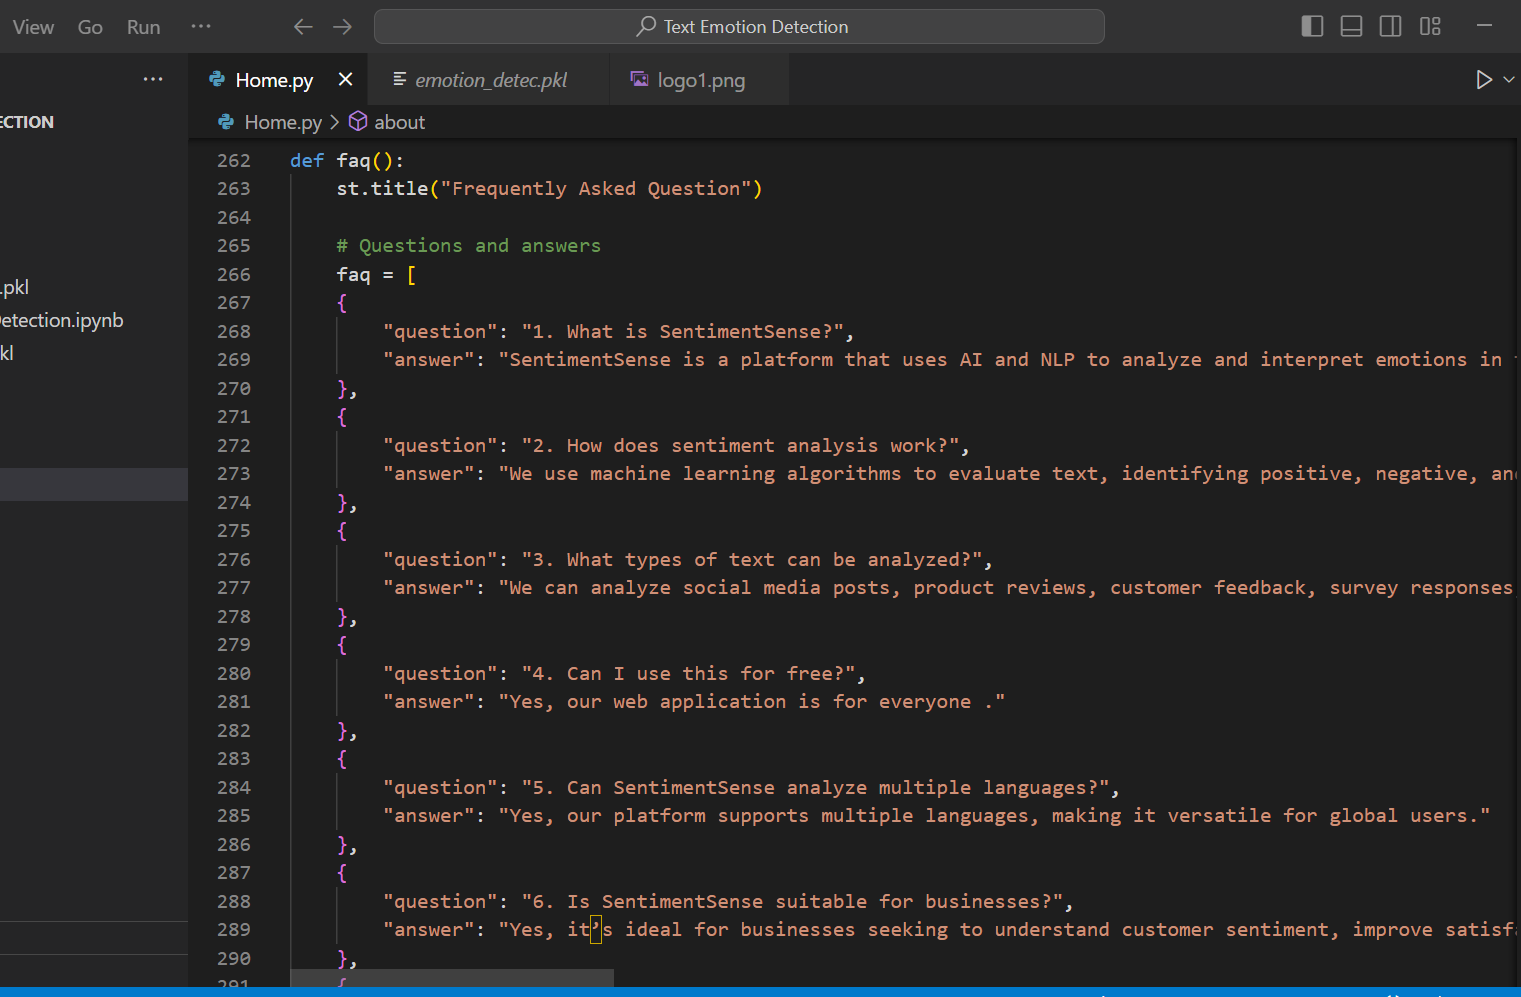 View Go Run ···
Text Emotion Detection
ECTION
.pkl
etection.ipynb
kl
Home.py
emotion_detec.pkl
logo1.png
Home.py > about
262 def faq():
263 st.title("Frequently Asked Question")
264
265 # Questions and answers
266 faq = [
267 {
268 "question": "1. What is SentimentSense?",
269 "answer": "SentimentSense is a platform that uses AI and NLP to analyze and interpret emotions in
270 },
271 {
272 "question": "2. How does sentiment analysis work?",
273 "answer": "We use machine learning algorithms to evaluate text, identifying positive, negative, and
274 },
275 {
276 "question": "3. What types of text can be analyzed?",
277 "answer": "We can analyze social media posts, product reviews, customer feedback, survey responses
278 },
279 {
280 "question": "4. Can I use this for free?",
281 "answer": "Yes, our web application is for everyone ."
282 },
283 {
284 "question": "5. Can SentimentSense analyze multiple languages?",
285 "answer": "Yes, our platform supports multiple languages, making it versatile for global users."
286 },
287 {
288 "question": "6. Is SentimentSense suitable for businesses?",
289 "answer": "Yes, it’s ideal for businesses seeking to understand customer sentiment, improve satisf
290 },
291 {